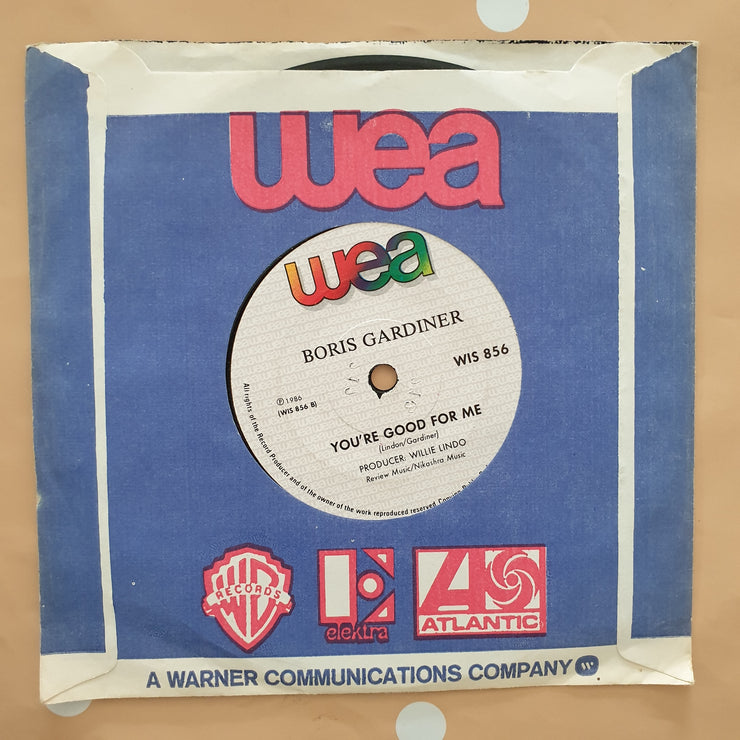 wea
wea
BORIS GARDINER
WIS 856
℗ 1986
(WIS 856 B)
YOU'RE GOOD FOR ME
(Lindon/Gardiner)
PRODUCER: WILLIE LINDO
Review Music/Nikashra Music
All rights of the Record Producer and of the owner of the work reproduced reserved.
WB
RECORDS
elektra
ATLANTIC
A WARNER COMMUNICATIONS COMPANY